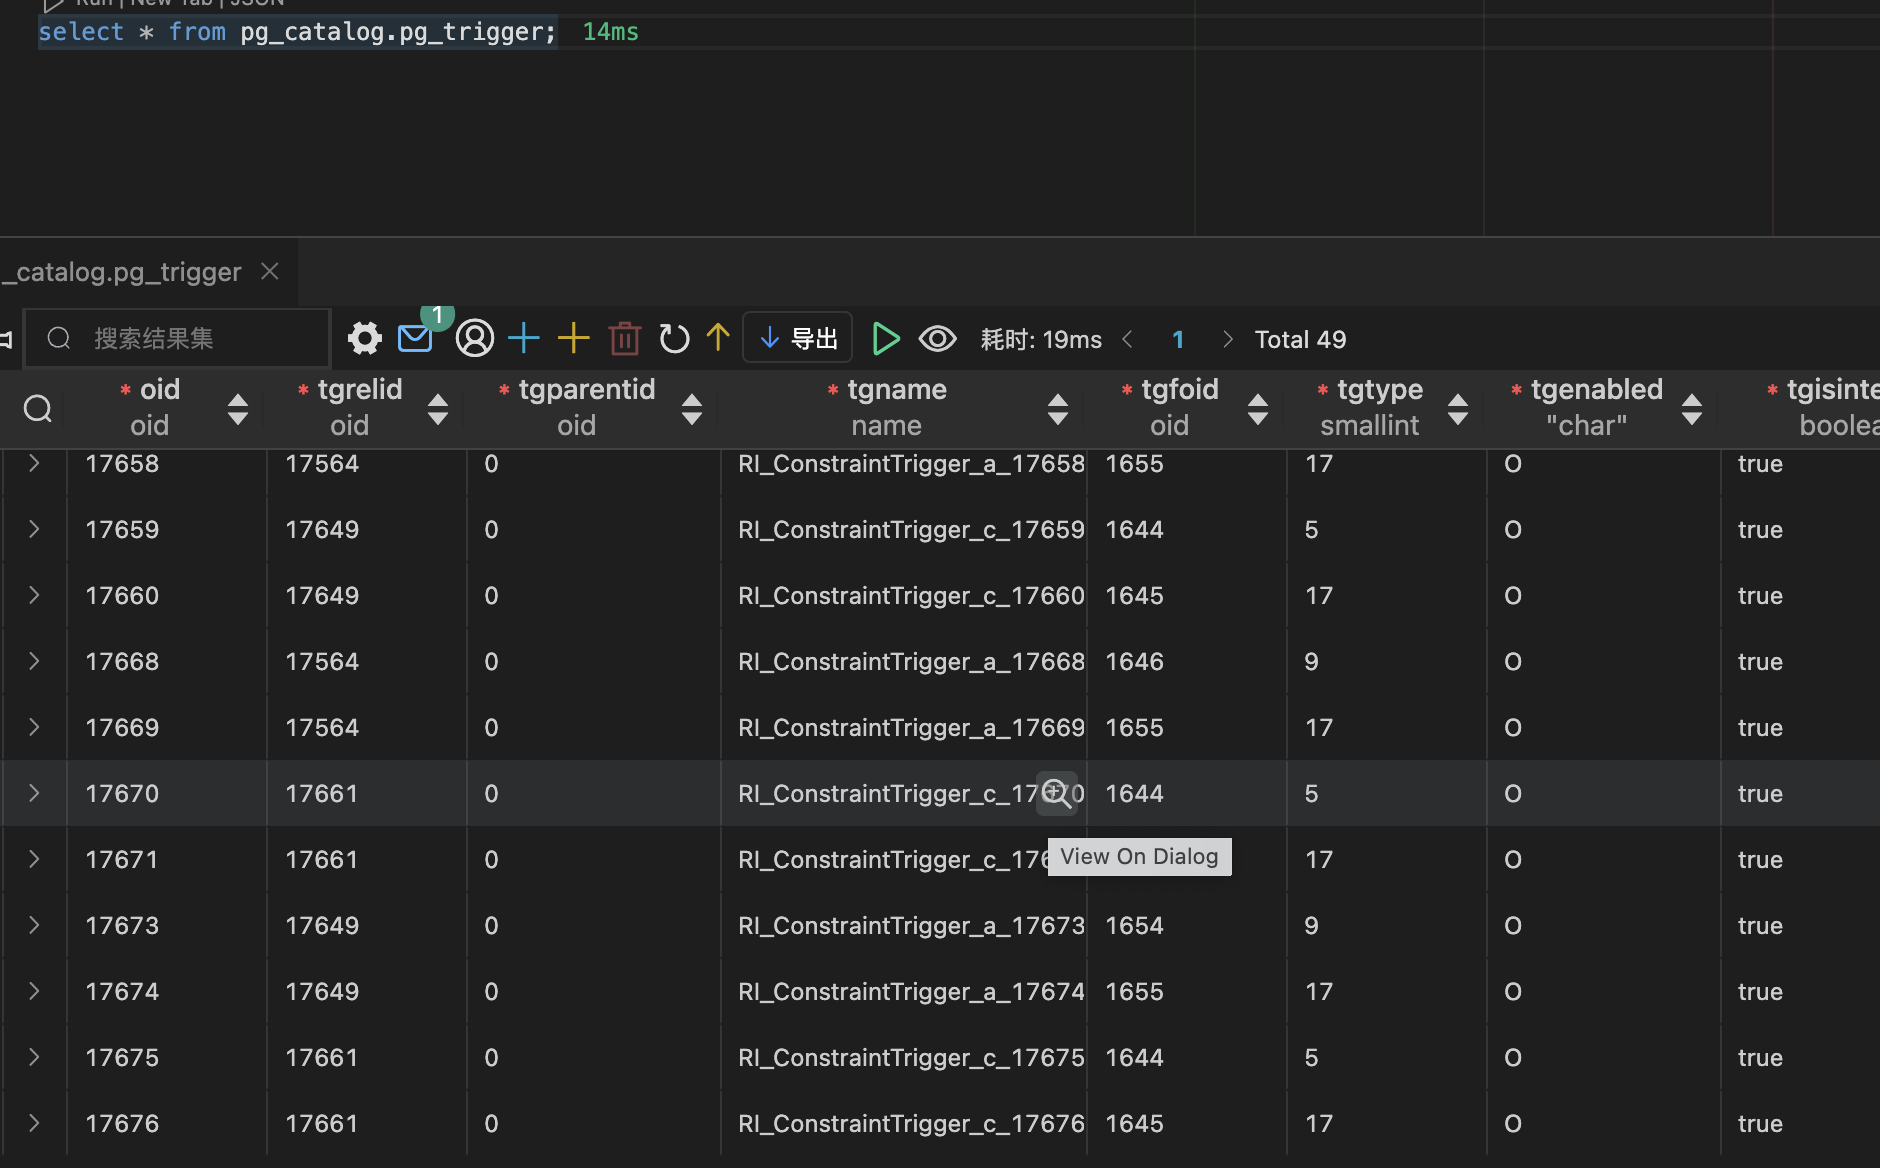 Run | New Tab | JSON
select * from pg_catalog.pg_trigger; 14ms
_catalog.pg_trigger
搜索结果集 1 导出 耗时: 19ms 1 Total 49
* oid * tgrelid * tgparentid * tgname * tgfoid * tgtype * tgenabled * tgisinte
oid oid oid name oid smallint "char" boolea
17658 17564 0 RI_ConstraintTrigger_a_17658 1655 17 O true
17659 17649 0 RI_ConstraintTrigger_c_17659 1644 5 O true
17660 17649 0 RI_ConstraintTrigger_c_17660 1645 17 O true
17668 17564 0 RI_ConstraintTrigger_a_17668 1646 9 O true
17669 17564 0 RI_ConstraintTrigger_a_17669 1655 17 O true
17670 17661 0 RI_ConstraintTrigger_c_17670 1644 5 O true
17671 17661 0 RI_ConstraintTrigger_c_176 17 O true
View On Dialog
17673 17649 0 RI_ConstraintTrigger_a_17673 1654 9 O true
17674 17649 0 RI_ConstraintTrigger_a_17674 1655 17 O true
17675 17661 0 RI_ConstraintTrigger_c_17675 1644 5 O true
17676 17661 0 RI_ConstraintTrigger_c_17676 1645 17 O true